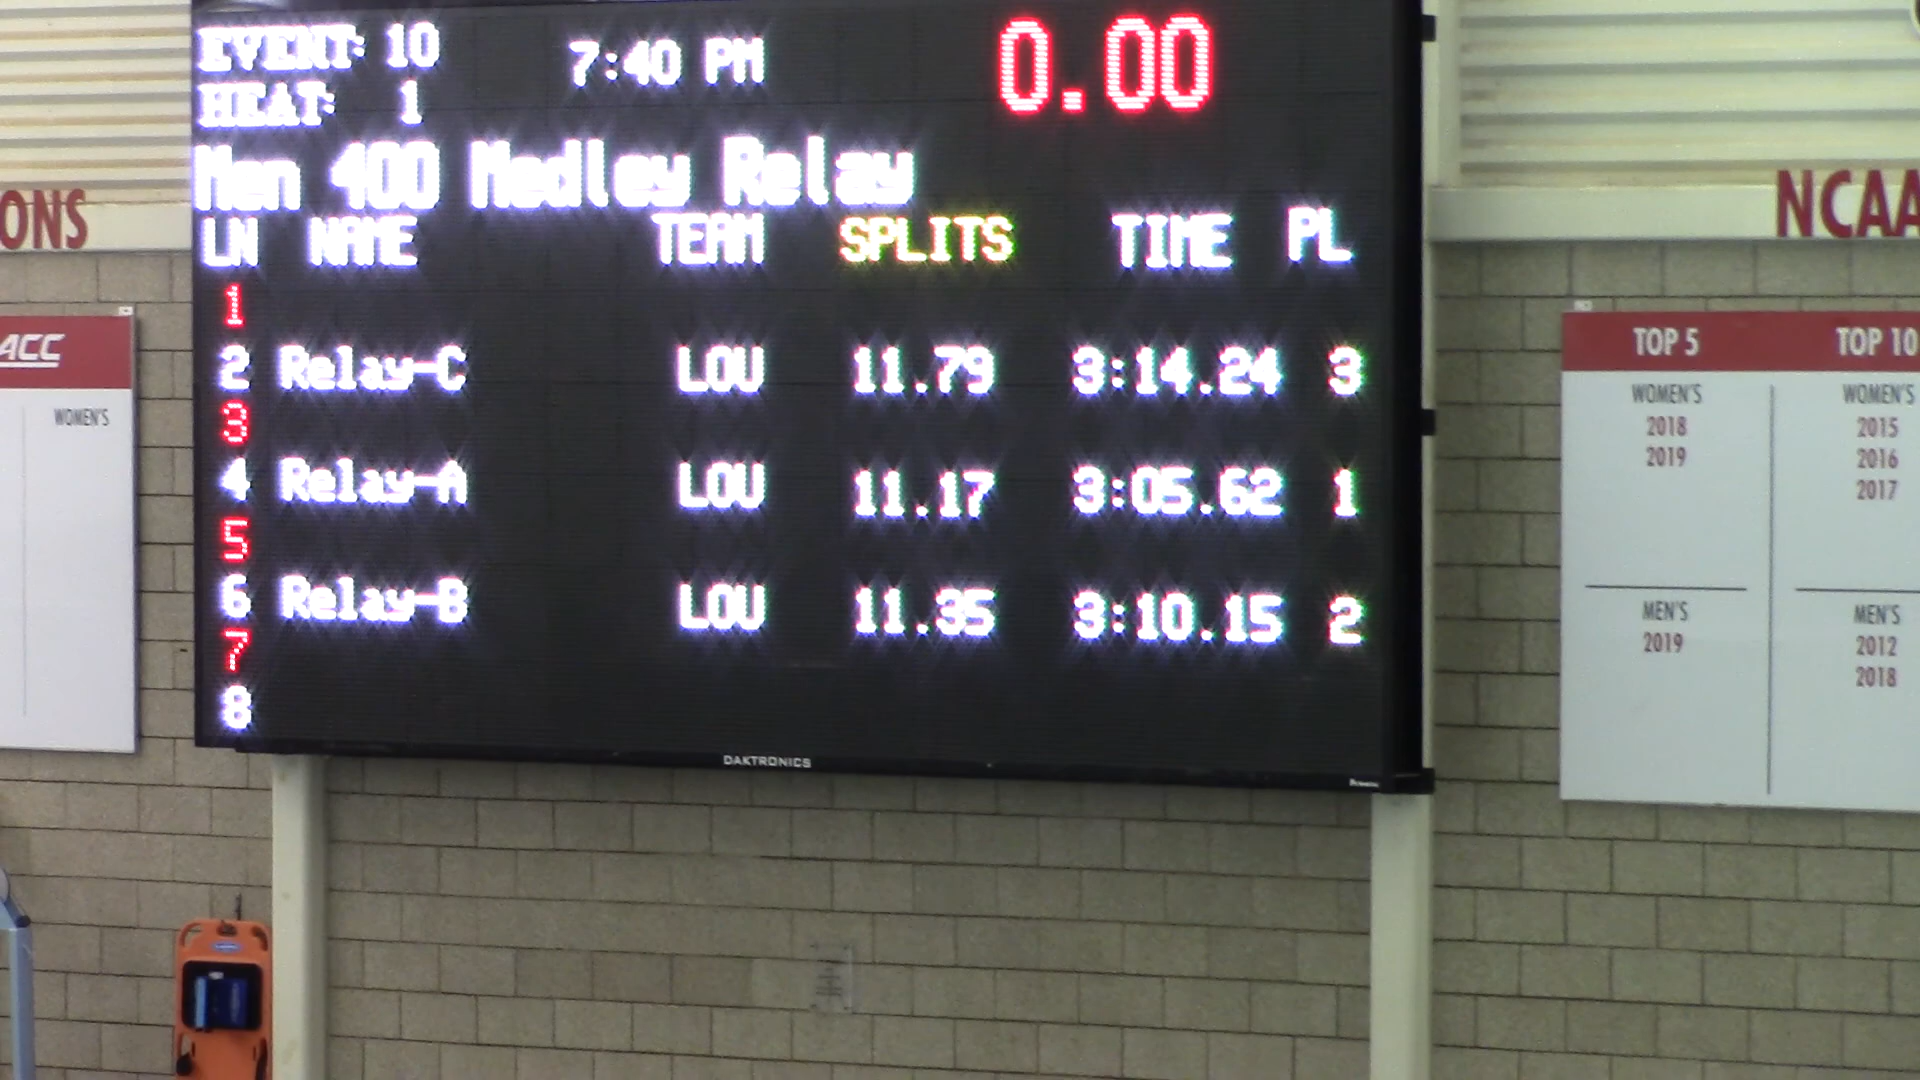 EVENT: 10 7:40 PM 0.00
HEAT: 1
Men 400 Medley Relay
LN NAME TEAM SPLITS TIME PL
1
2 Relay-C LOU 11.79 3:14.24 3
3
4 Relay-A LOU 11.17 3:05.62 1
5
6 Relay-B LOU 11.35 3:10.15 2
7
8
DAKTRONICS
ONS
ACC
WOMEN'S
NCAA
TOP 5 TOP 10
WOMEN'S WOMEN'S
2018 2015
2019 2016
2017
MEN'S MEN'S
2019 2012
2018